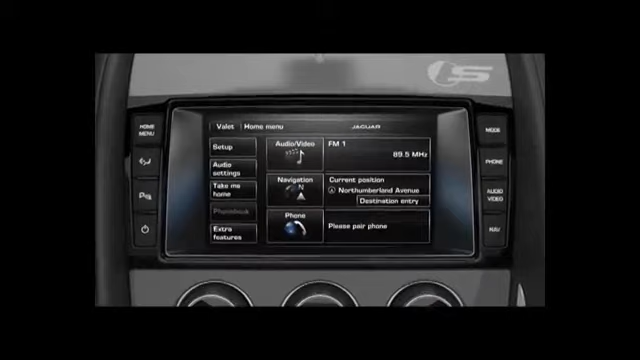 S
HOME
MENU
Valet
Home menu
JAGUAR
MODE
Setup
Audio/Video
FM 1
89.5 MHz
Audio
settings
PHONE
Take me
home
Navigation
N
Current position
Northumberland Avenue
Destination entry
AUDIO
VIDEO
Phonebook
Phone
Please pair phone
Extra
features
NAV